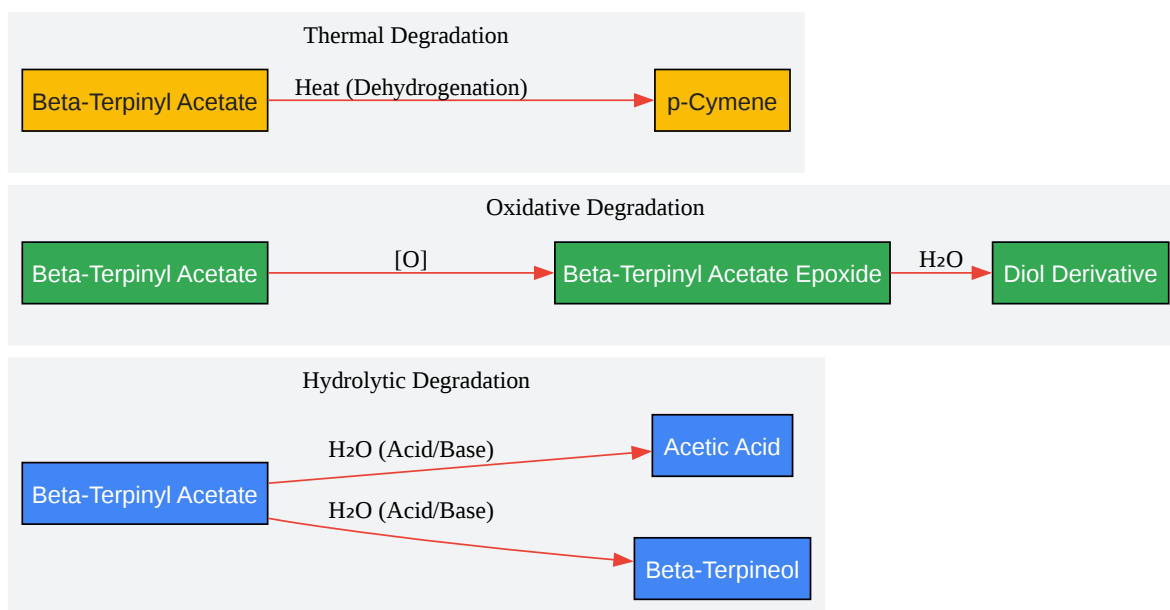 Thermal Degradation
Beta-Terpinyl Acetate
Heat (Dehydrogenation)
p-Cymene
Oxidative Degradation
Beta-Terpinyl Acetate
[O]
Beta-Terpinyl Acetate Epoxide
H₂O
Diol Derivative
Hydrolytic Degradation
Beta-Terpinyl Acetate
H₂O (Acid/Base)
Acetic Acid
H₂O (Acid/Base)
Beta-Terpineol